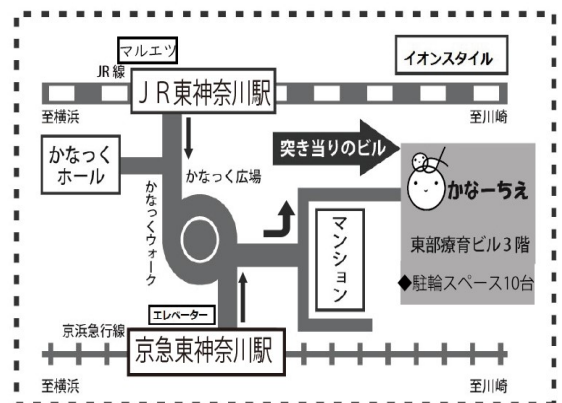 マルエツ
イオンスタイル
JR線
JR東神奈川駅
至横浜
至川崎
かなっく
ホール
突き当りのビル
かなっく広場
かなっくウォーク
かなーちえ
東部療育ビル3階
◆駐輪スペース10台
マンション
エレベーター
京浜急行線
京急東神奈川駅
至横浜
至川崎